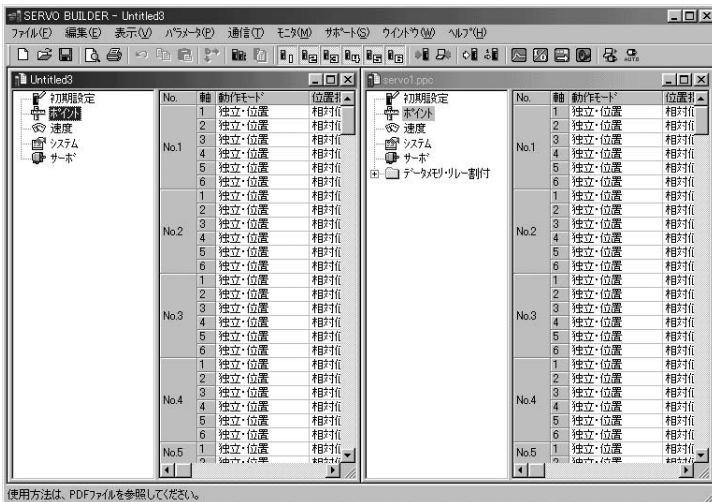 SERVO BUILDER - Untitled3
ファイル(F) 編集(E) 表示(V) パラメータ(P) 通信(T) モニタ(M) サポート(S) ウインドウ(W) ヘルプ(H)
Untitled3
初期設定
ポイント
速度
システム
サーボ
No. 軸 動作モード 位置指
No.1
1 独立・位置 相対位
2 独立・位置 相対位
3 独立・位置 相対位
4 独立・位置 相対位
5 独立・位置 相対位
6 独立・位置 相対位
No.2
1 独立・位置 相対位
2 独立・位置 相対位
3 独立・位置 相対位
4 独立・位置 相対位
5 独立・位置 相対位
6 独立・位置 相対位
No.3
1 独立・位置 相対位
2 独立・位置 相対位
3 独立・位置 相対位
4 独立・位置 相対位
5 独立・位置 相対位
6 独立・位置 相対位
No.4
1 独立・位置 相対位
2 独立・位置 相対位
3 独立・位置 相対位
4 独立・位置 相対位
5 独立・位置 相対位
6 独立・位置 相対位
No.5
1 独立・位置 相対位
2 独立・位置 相対位
servo1.ppc
初期設定
ポイント
速度
システム
サーボ
データメモリ・リレー割付
No. 軸 動作モード 位置指
No.1
1 独立・位置 相対位
2 独立・位置 相対位
3 独立・位置 相対位
4 独立・位置 相対位
5 独立・位置 相対位
6 独立・位置 相対位
No.2
1 独立・位置 相対位
2 独立・位置 相対位
3 独立・位置 相対位
4 独立・位置 相対位
5 独立・位置 相対位
6 独立・位置 相対位
No.3
1 独立・位置 相対位
2 独立・位置 相対位
3 独立・位置 相対位
4 独立・位置 相対位
5 独立・位置 相対位
6 独立・位置 相対位
No.4
1 独立・位置 相対位
2 独立・位置 相対位
3 独立・位置 相対位
4 独立・位置 相対位
5 独立・位置 相対位
6 独立・位置 相対位
No.5
1 独立・位置 相対位
2 独立・位置 相対位
使用方法は、PDFファイルを参照してください。